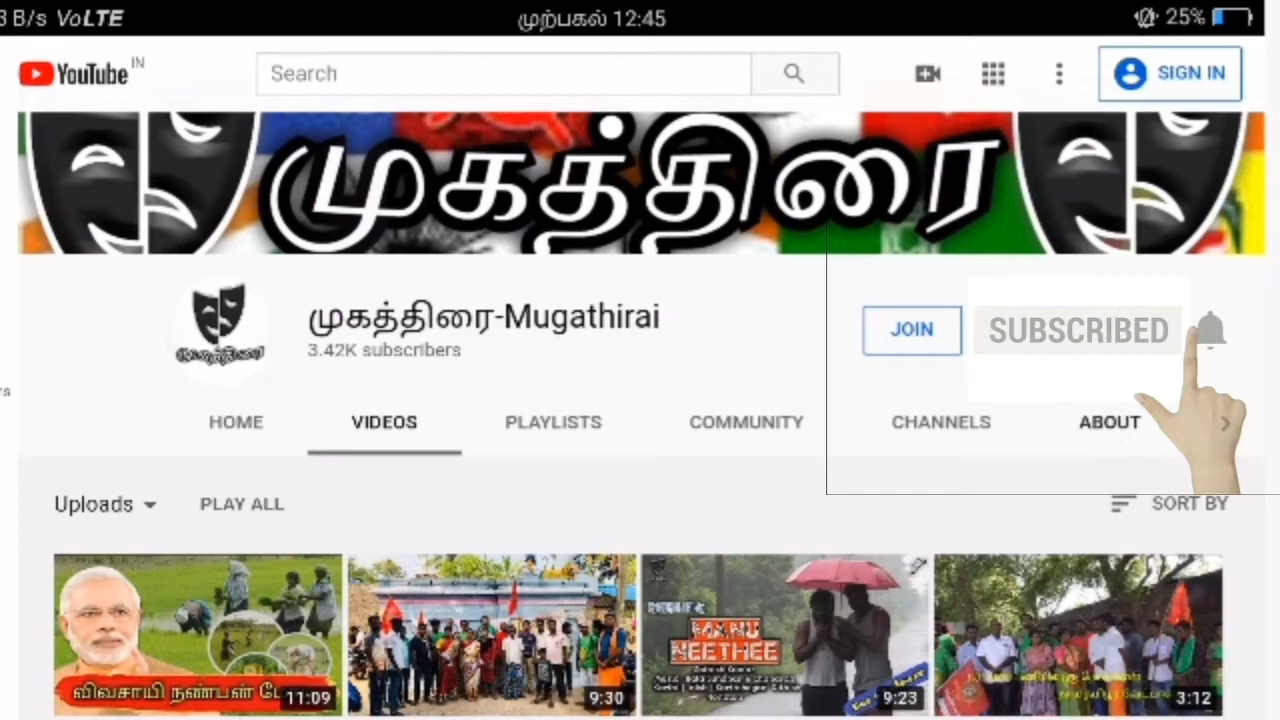 3 B/s VoLTE முற்பகல் 12:45 25%
YouTube IN Search SIGN IN
முகத்திரை
முகத்திரை-Mugathirai
3.42K subscribers
முகத்திரை
JOIN SUBSCRIBED
HOME VIDEOS PLAYLISTS COMMUNITY CHANNELS ABOUT
Uploads PLAY ALL SORT BY
MANU
NEETHEE
விவசாயி நண்பன் 11:09 9:30 9:23 3:12